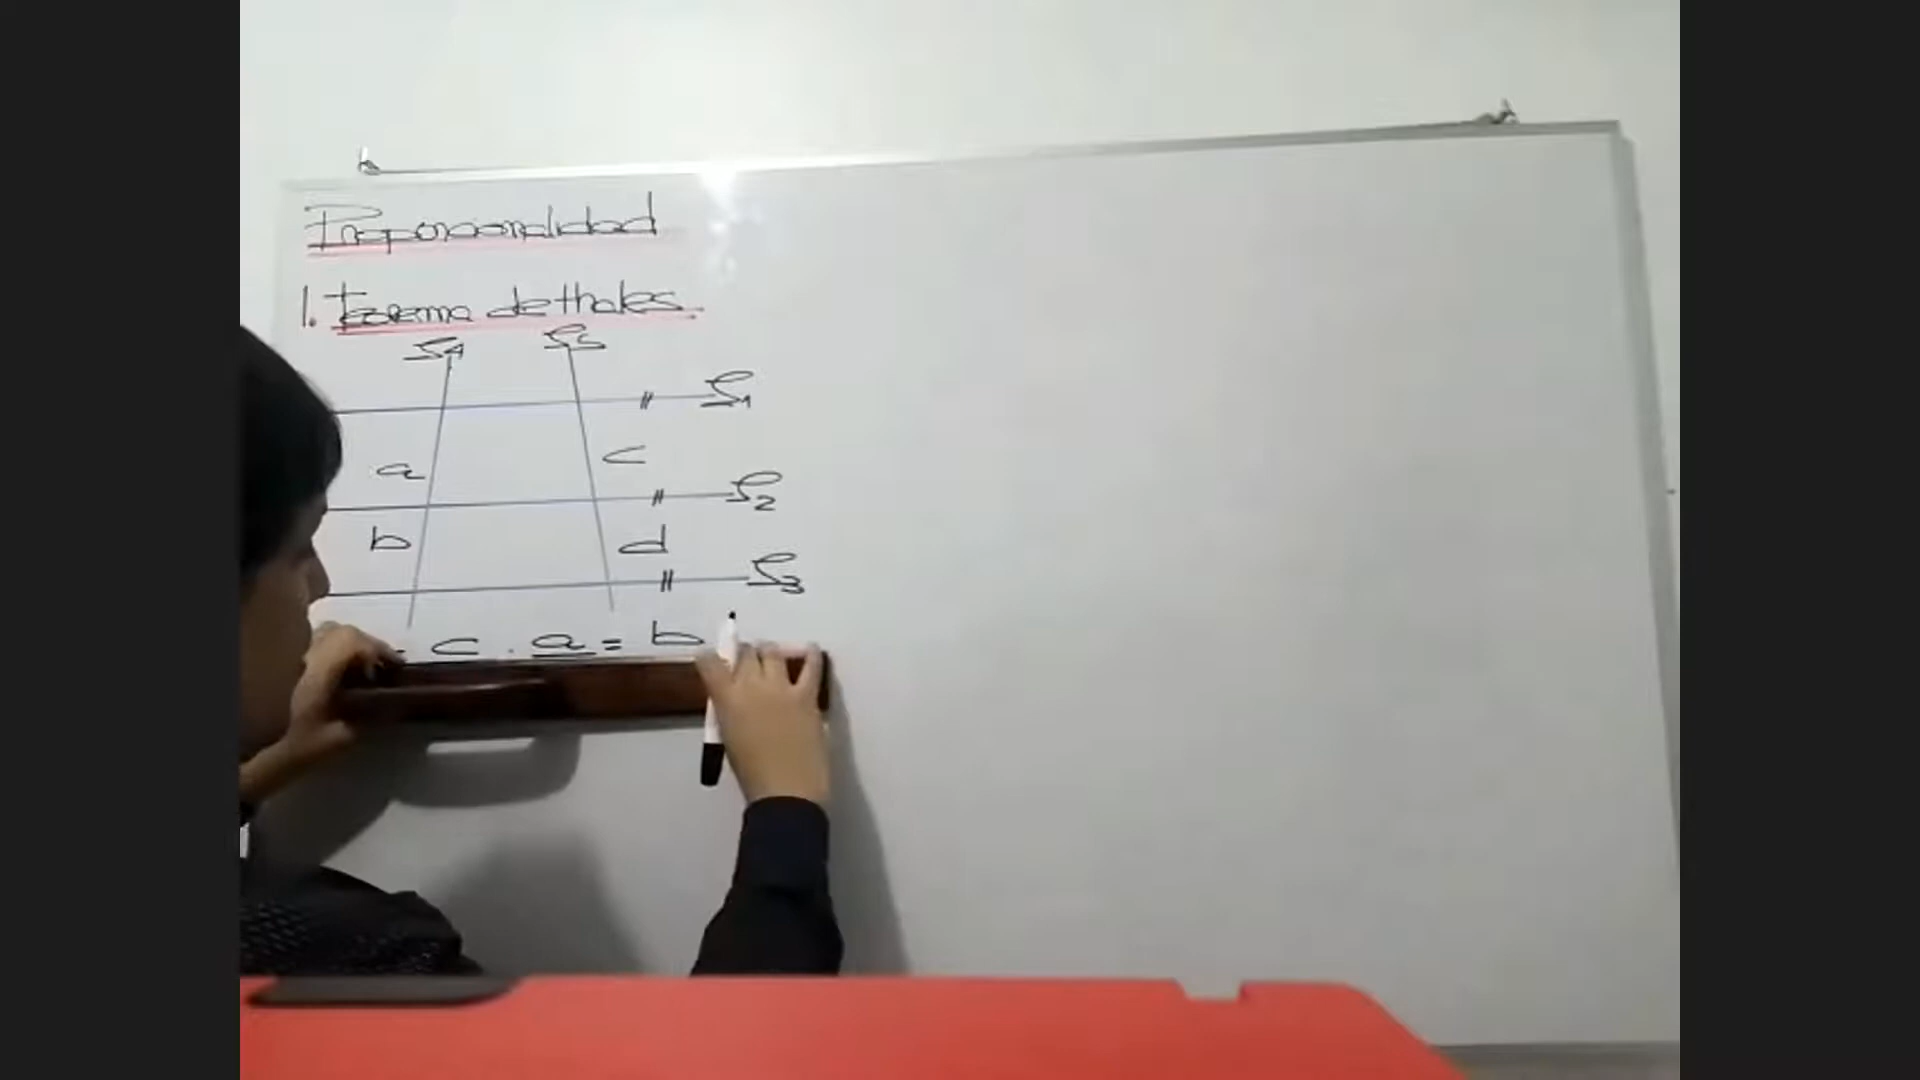 Proporcionalidad
1. Teorema de thales.
L4 L5
L1
a c
L2
b d
L3
c . a = b